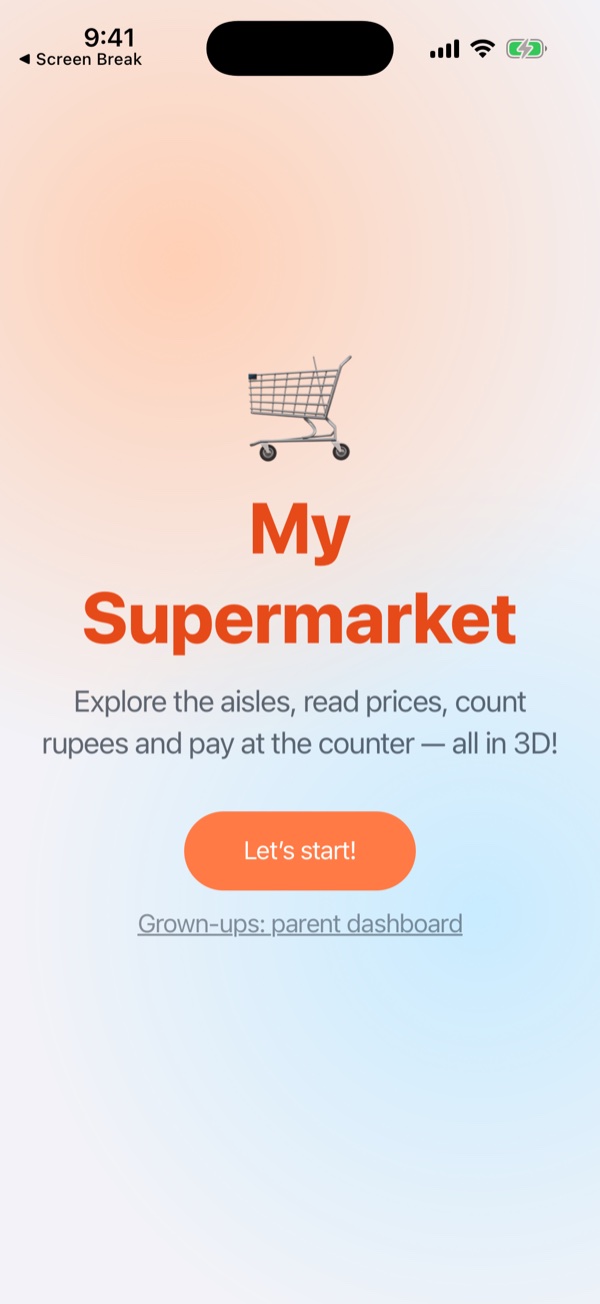 9:41
◀ Screen Break
My
Supermarket
Explore the aisles, read prices, count
rupees and pay at the counter — all in 3D!
Let’s start!
Grown-ups: parent dashboard